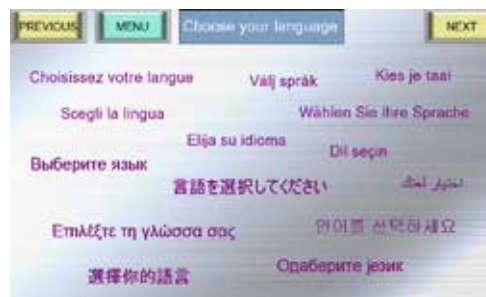 PREVIOUS MENU Choose your language NEXT
Choisissez votre langue Välj språk Kies je taal
Scegli la lingua Wählen Sie Ihre Sprache
Elija su idioma Dil seçin
Выберите язык
言語を選択してください اختيار لغتك
Επιλέξτε τη γλώσσα σας 언어를 선택하세요
選擇你的語言 Одаберите језик